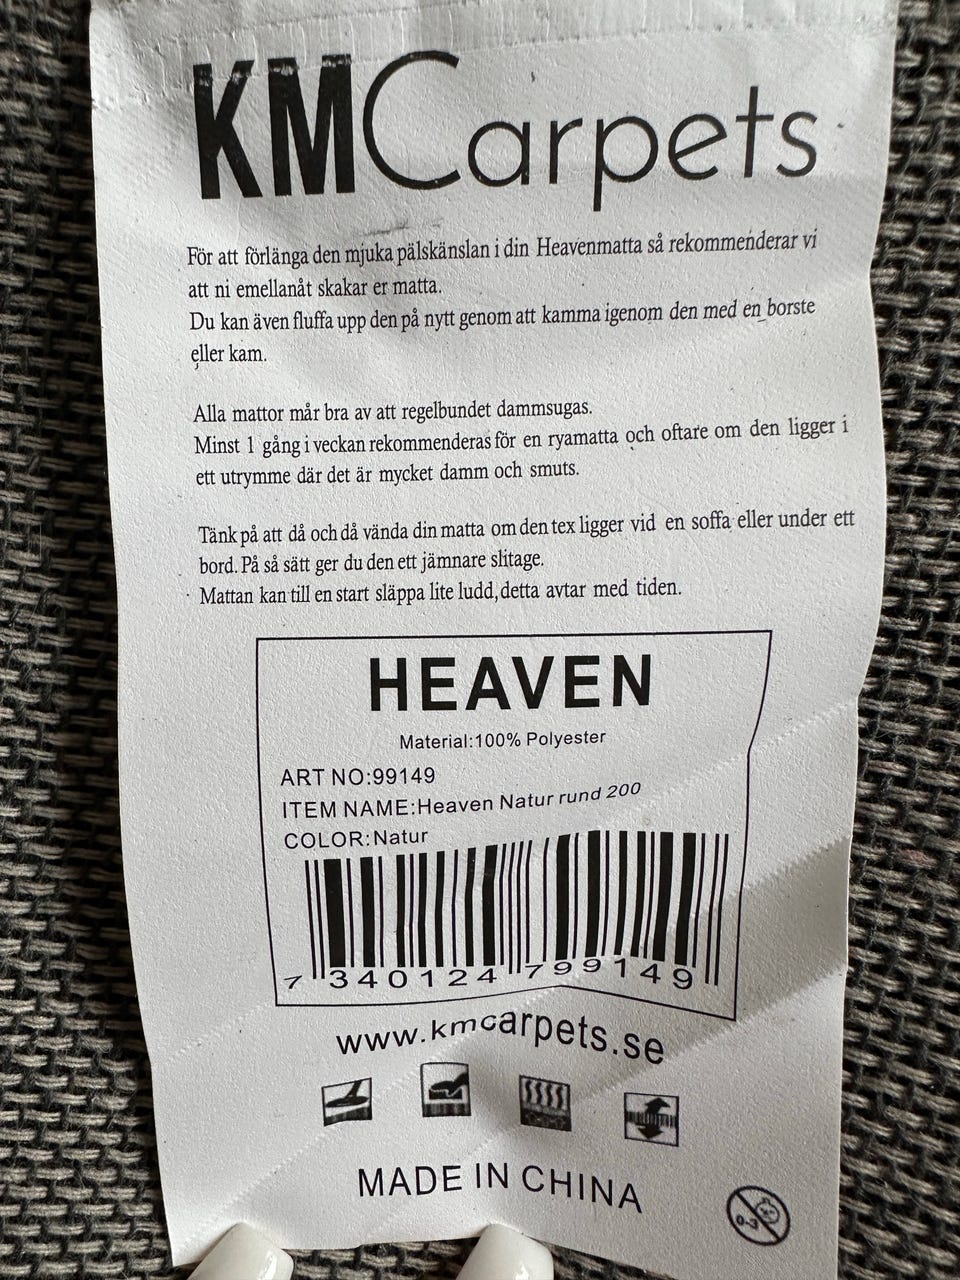 KMCarpets
För att förlänga den mjuka pälskänslan i din Heavenmatta så rekommenderar vi
att ni emellanåt skakar er matta.
Du kan även fluffa upp den på nytt genom att kamma igenom den med en borste
eller kam.
Alla mattor mår bra av att regelbundet dammsugas.
Minst 1 gång i veckan rekommenderas för en ryamatta och oftare om den ligger i
ett utrymme där det är mycket damm och smuts.
Tänk på att då och då vända din matta om den tex ligger vid en soffa eller under ett
bord. På så sätt ger du den ett jämnare slitage.
Mattan kan till en start släppa lite ludd, detta avtar med tiden.
HEAVEN
Material:100% Polyester
ART NO:99149
ITEM NAME:Heaven Natur rund 200
COLOR:Natur
7 340124 799149
www.kmcarpets.se
MADE IN CHINA
0-3